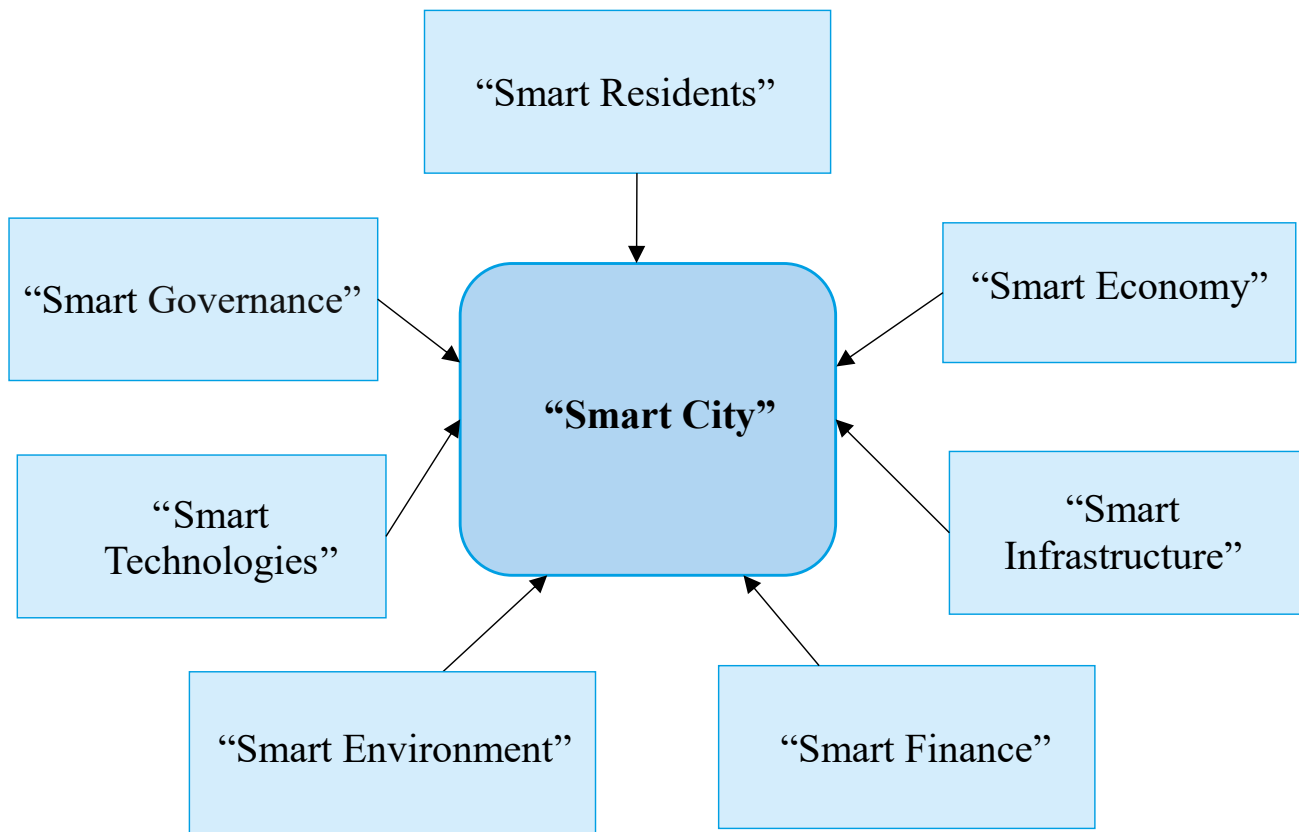 “Smart Residents”
“Smart Governance”
“Smart Economy”
“Smart City”
“Smart
Technologies”
“Smart
Infrastructure”
“Smart Environment”
“Smart Finance”